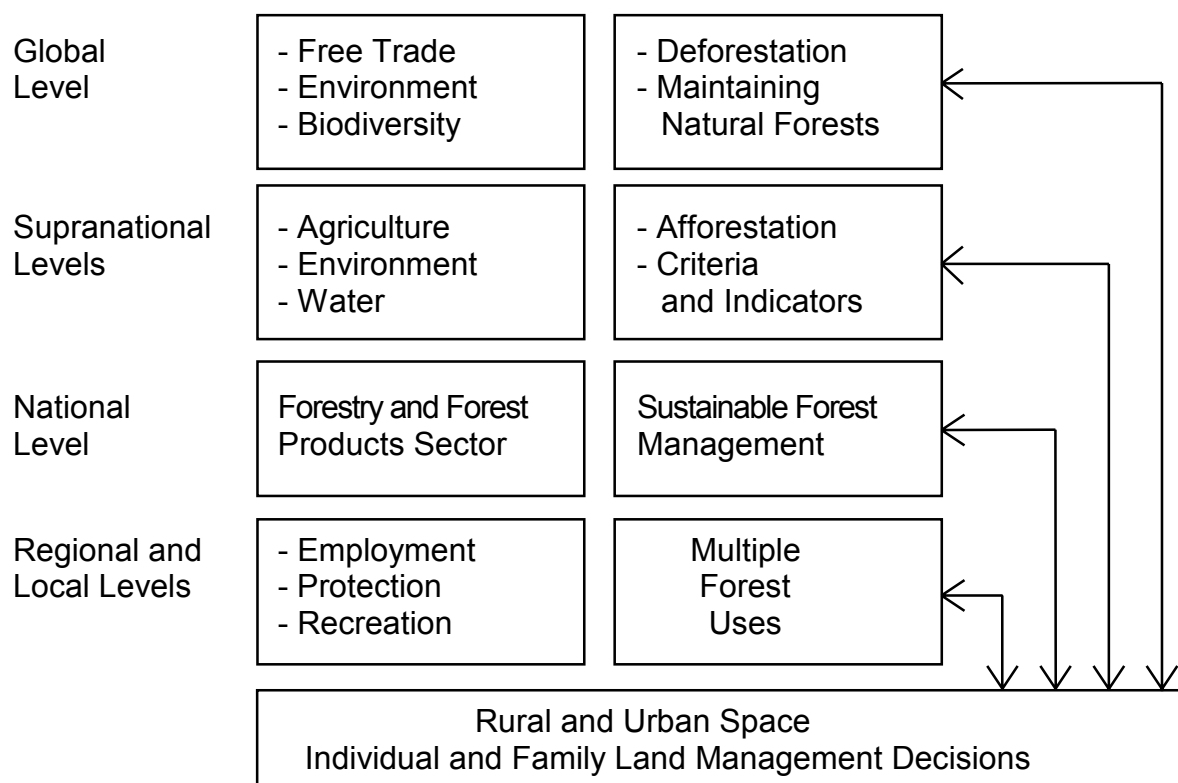 Global
Level
- Free Trade
- Environment
- Biodiversity
- Deforestation
- Maintaining
Natural Forests
Supranational
Levels
- Agriculture
- Environment
- Water
- Afforestation
- Criteria
and Indicators
National
Level
Forestry and Forest
Products Sector
Sustainable Forest
Management
Regional and
Local Levels
- Employment
- Protection
- Recreation
Multiple
Forest
Uses
Rural and Urban Space
Individual and Family Land Management Decisions